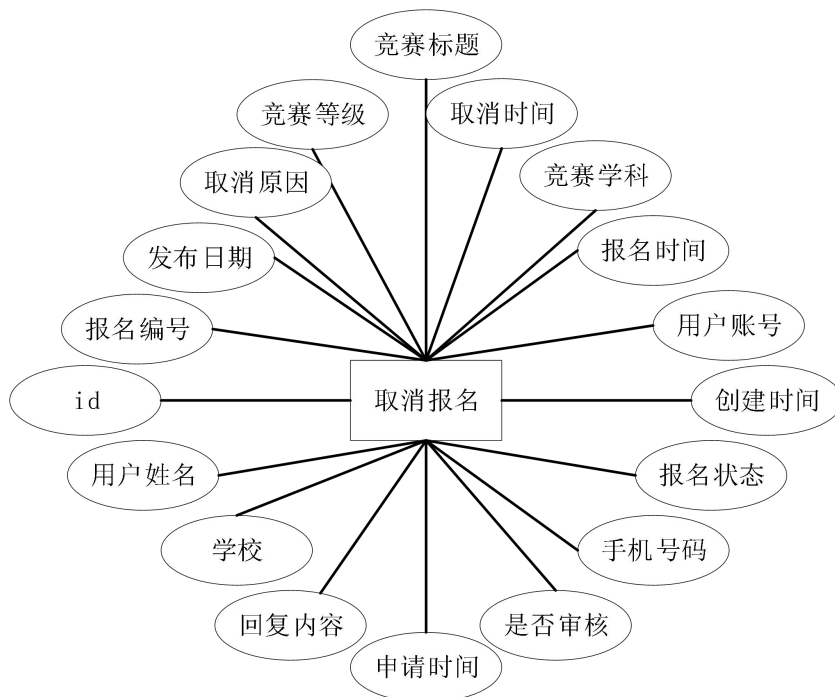 竞赛标题
竞赛等级
取消时间
取消原因
竞赛学科
发布日期
报名时间
报名编号
用户账号
id
取消报名
创建时间
用户姓名
报名状态
学校
手机号码
回复内容
是否审核
申请时间